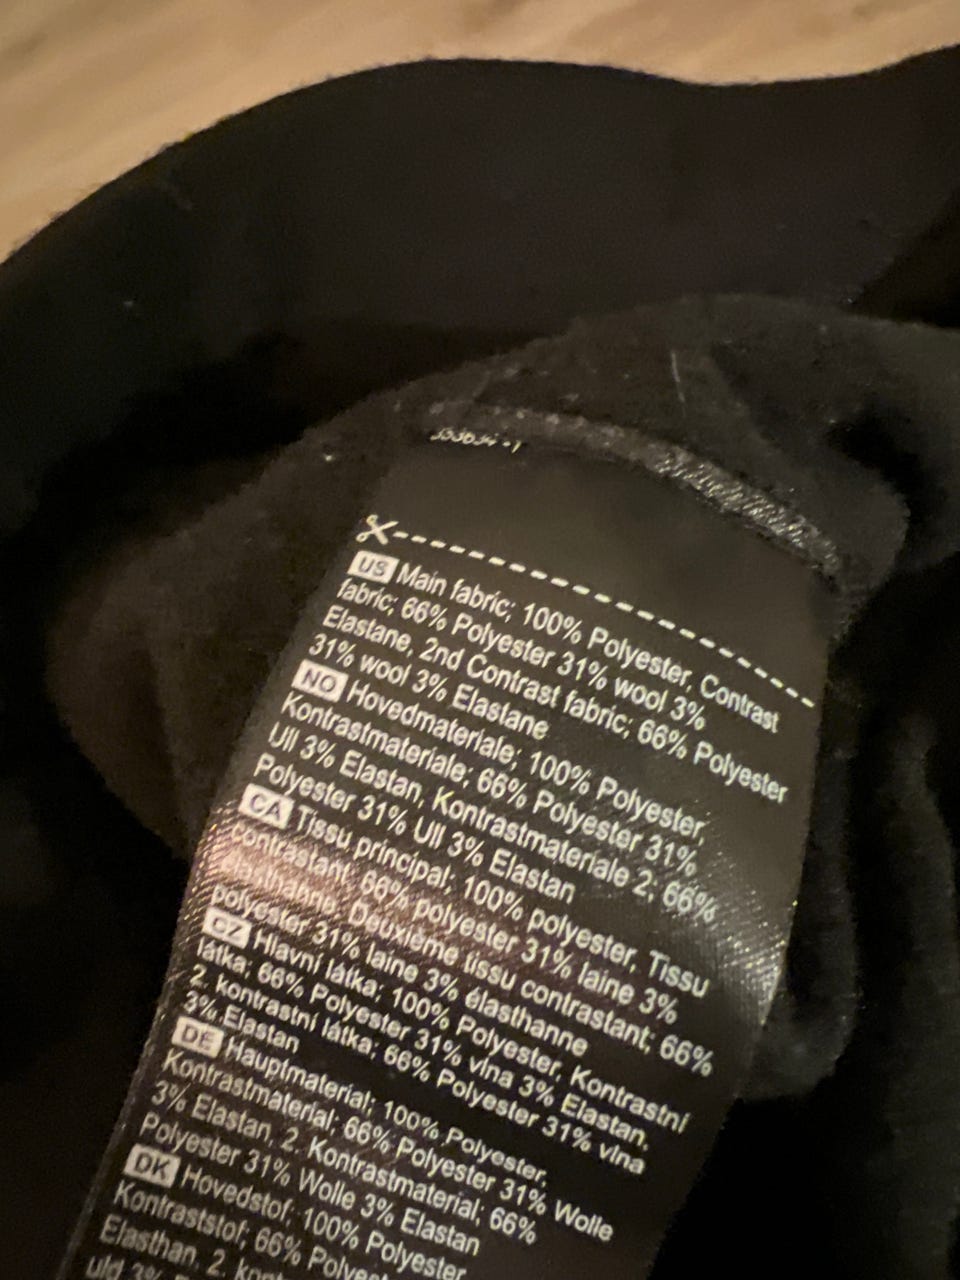 US Main fabric; 100% Polyester, Contrast
fabric; 66% Polyester 31% wool 3%
Elastane, 2nd Contrast fabric; 66% Polyester
31% wool 3% Elastane
NO Hovedmateriale; 100% Polyester,
Kontrastmateriale; 66% Polyester 31%
Ull 3% Elastan, Kontrastmateriale 2; 66%
Polyester 31% Ull 3% Elastan
CA Tissu principal; 100% polyester, Tissu
contrastant; 66% polyester 31% laine 3%
élasthanne, Deuxième tissu contrastant; 66%
polyester 31% laine 3% élasthanne
CZ Hlavní látka; 100% Polyester, Kontrastní
látka; 66% Polyester 31% vlna 3% Elastan,
2. kontrastní látka; 66% Polyester 31% vlna
3% Elastan
DE Hauptmaterial; 100% Polyester,
Kontrastmaterial; 66% Polyester 31% Wolle
3% Elastan, 2. Kontrastmaterial; 66%
Polyester 31% Wolle 3% Elastan
DK Hovedstof; 100% Polyester
Kontraststof; 66%
Elasthan, 2.
uld 3%